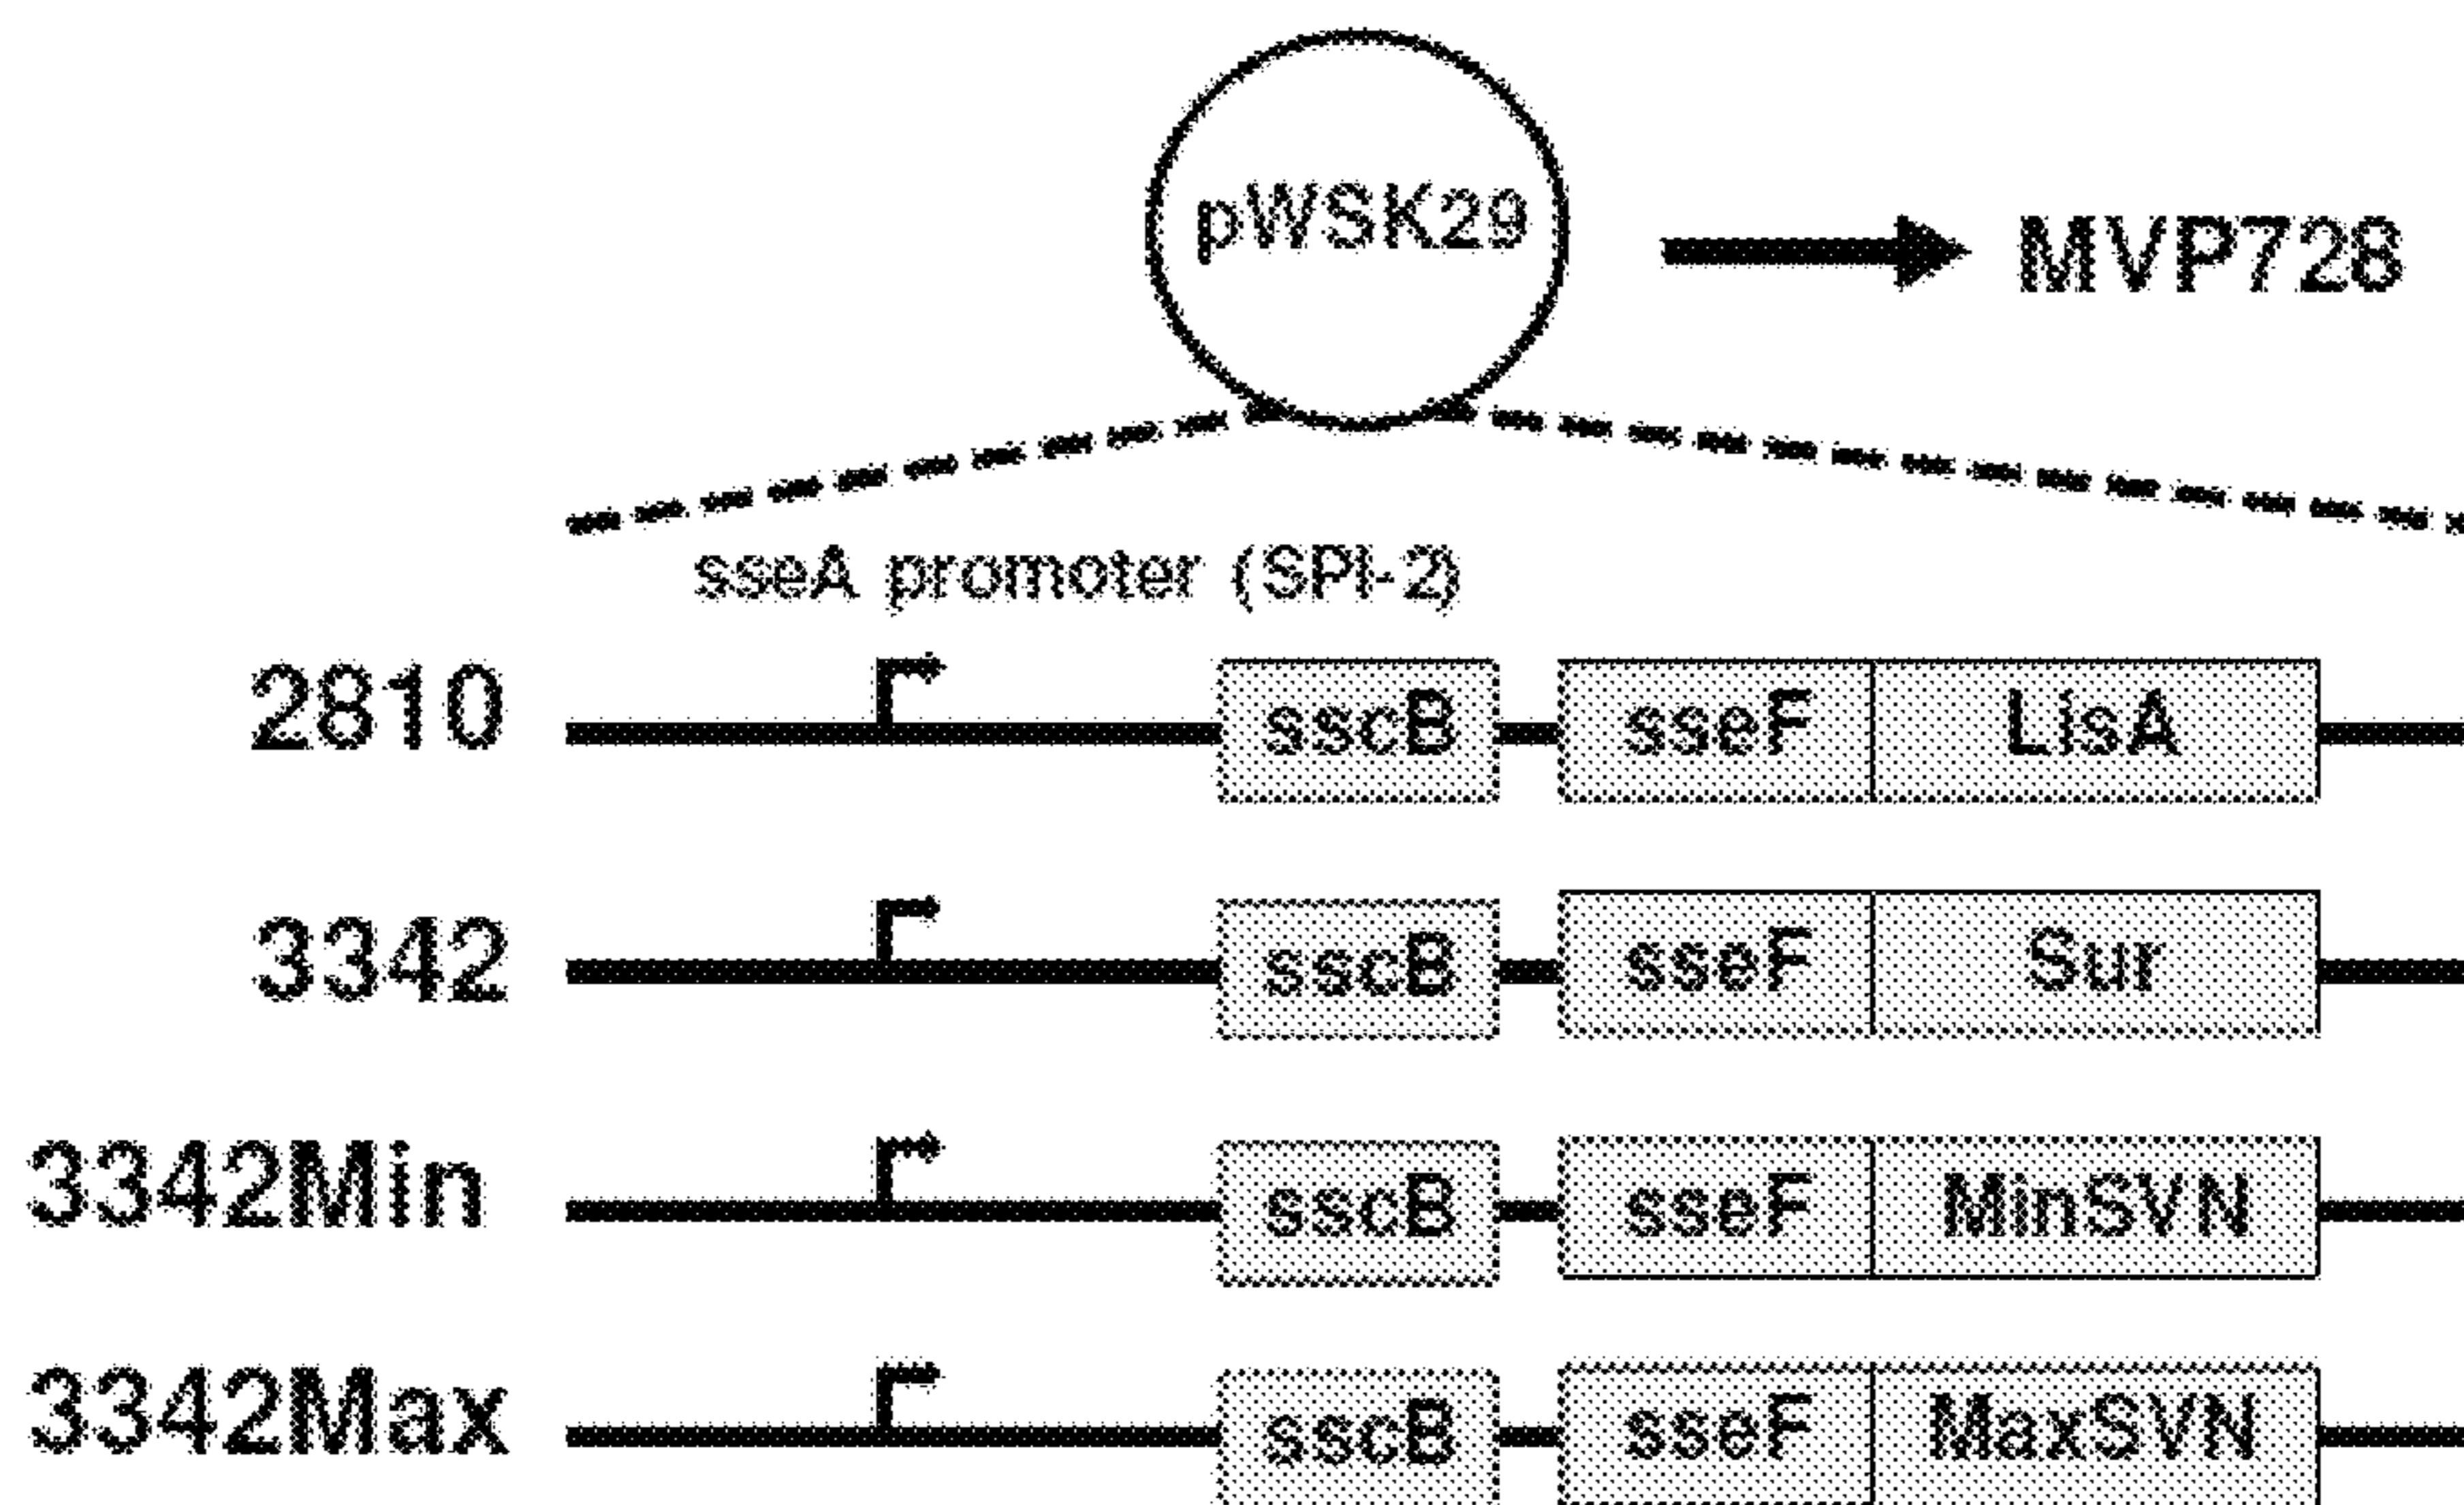 pWSK29 MVP728
sseA promoter (SPI-2)
2810 sscB sseF LisA
3342 sscB sseF Sur
3342Min sscB sseF MinSVN
3342Max sscB sseF MaxSVN